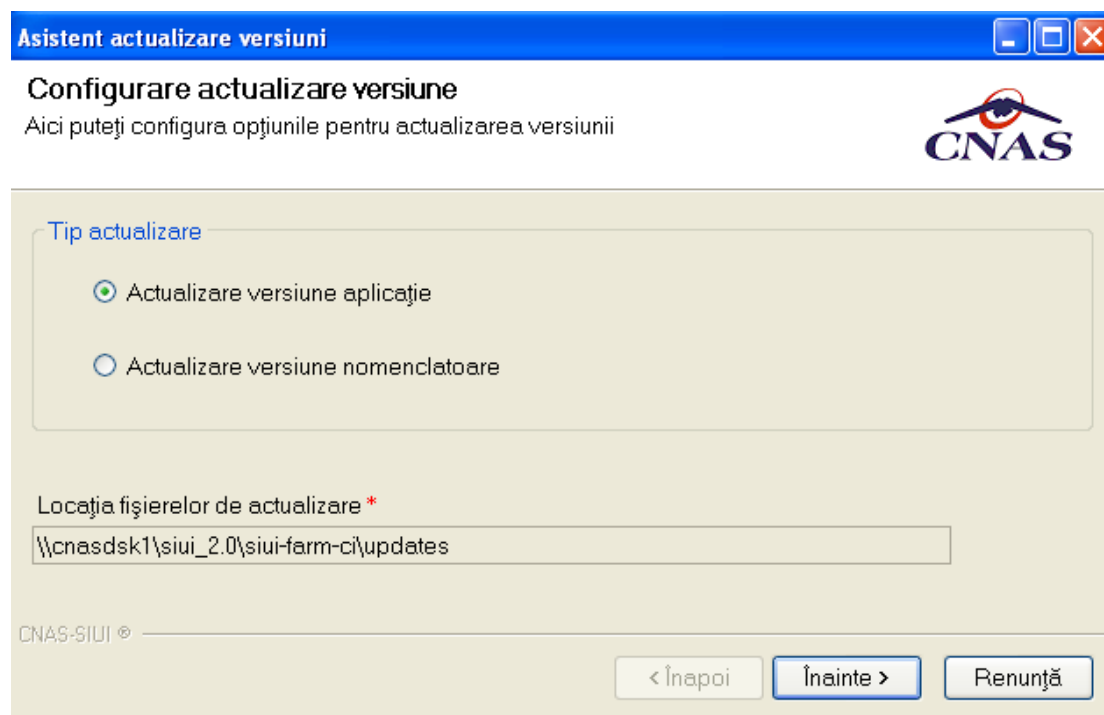 Asistent actualizare versiuni
Configurare actualizare versiune
Aici puteţi configura opţiunile pentru actualizarea versiunii
CNAS
Tip actualizare
Actualizare versiune aplicaţie
Actualizare versiune nomenclatoare
Locaţia fişierelor de actualizare *
\\cnasdsk1\siui_2.0\siui-farm-ci\updates
CNAS-SIUI ®
< Înapoi
Înainte >
Renunţă